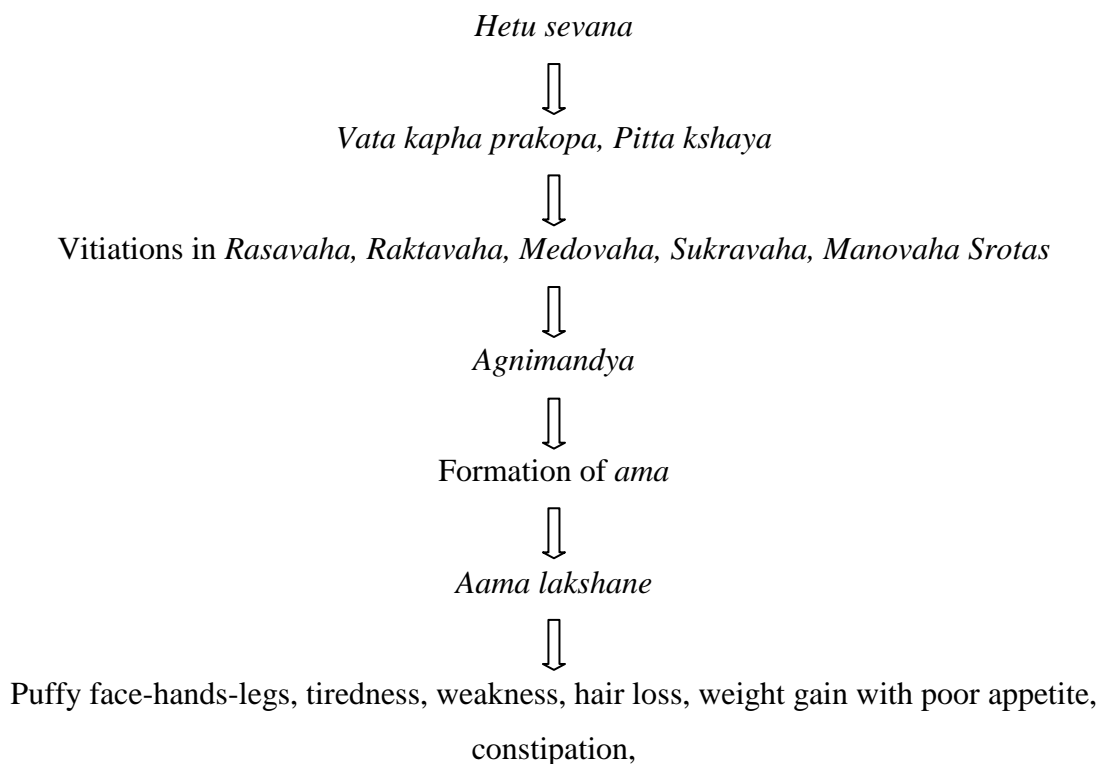 Hetu sevana
Vata kapha prakopa, Pitta kshaya
Vitiations in Rasavaha, Raktavaha, Medovaha, Sukravaha, Manovaha Srotas
Agnimandya
Formation of ama
Aama lakshane
Puffy face-hands-legs, tiredness, weakness, hair loss, weight gain with poor appetite,
constipation,